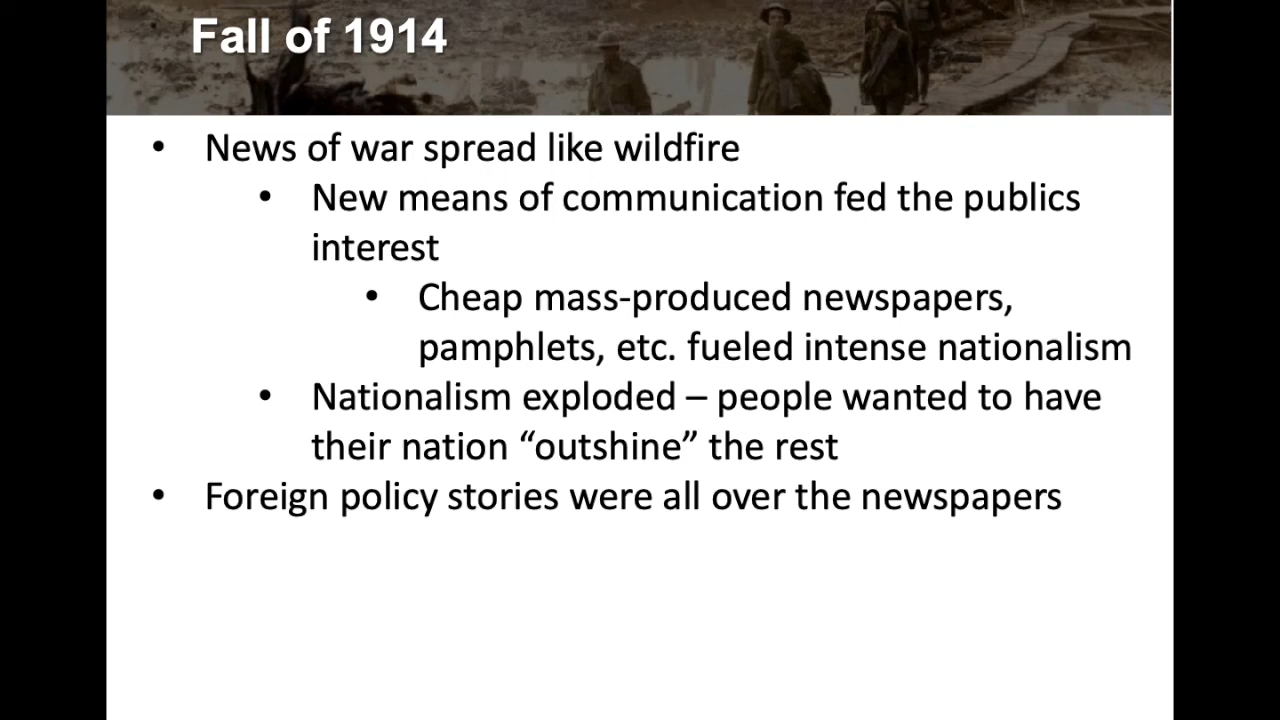 Fall of 1914
• News of war spread like wildfire
• New means of communication fed the publics
interest
• Cheap mass-produced newspapers,
pamphlets, etc. fueled intense nationalism
• Nationalism exploded – people wanted to have
their nation “outshine” the rest
• Foreign policy stories were all over the newspapers